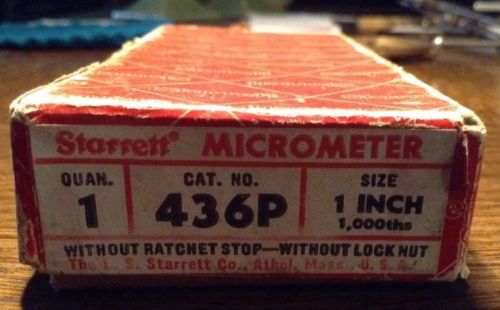 Starrett® MICROMETER
QUAN. CAT. NO. SIZE
1 436P 1 INCH
1,000ths
WITHOUT RATCHET STOP—WITHOUT LOCK NUT
The L. S. Starrett Co., Athol, Mass., U. S. A.